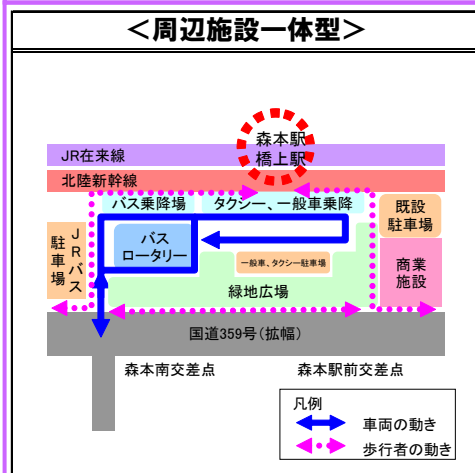 ＜周辺施設一体型＞
森本駅
橋上駅
JR在来線
北陸新幹線
バス乗降場
タクシー、一般車乗降
既設
駐車場
JRバス
駐車場
バス
ロータリー
一般車、タクシー駐車場
商業
施設
緑地広場
国道359号（拡幅）
森本南交差点
森本駅前交差点
凡例
車両の動き
歩行者の動き